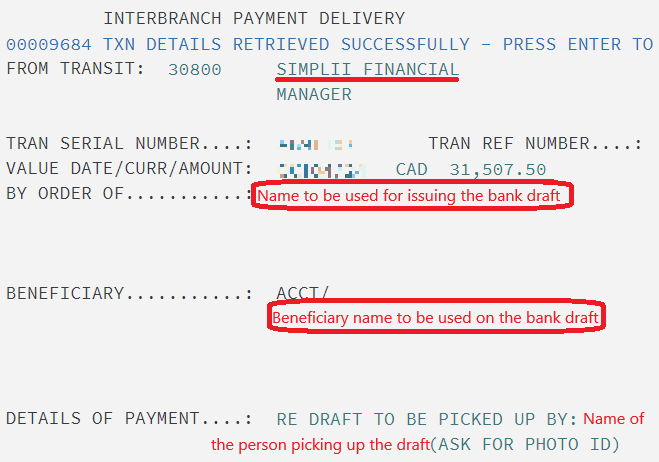 INTERBRANCH PAYMENT DELIVERY
00009684 TXN DETAILS RETRIEVED SUCCESSFULLY – PRESS ENTER TO
FROM TRANSIT: 30800 SIMPLII FINANCIAL
MANAGER
TRAN SERIAL NUMBER....: TRAN REF NUMBER....:
VALUE DATE/CURR/AMOUNT: CAD 31,507.50
BY ORDER OF...........: Name to be used for issuing the bank draft
BENEFICIARY...........: ACCT/
Beneficiary name to be used on the bank draft
DETAILS OF PAYMENT....: RE DRAFT TO BE PICKED UP BY: Name of
the person picking up the draft(ASK FOR PHOTO ID)